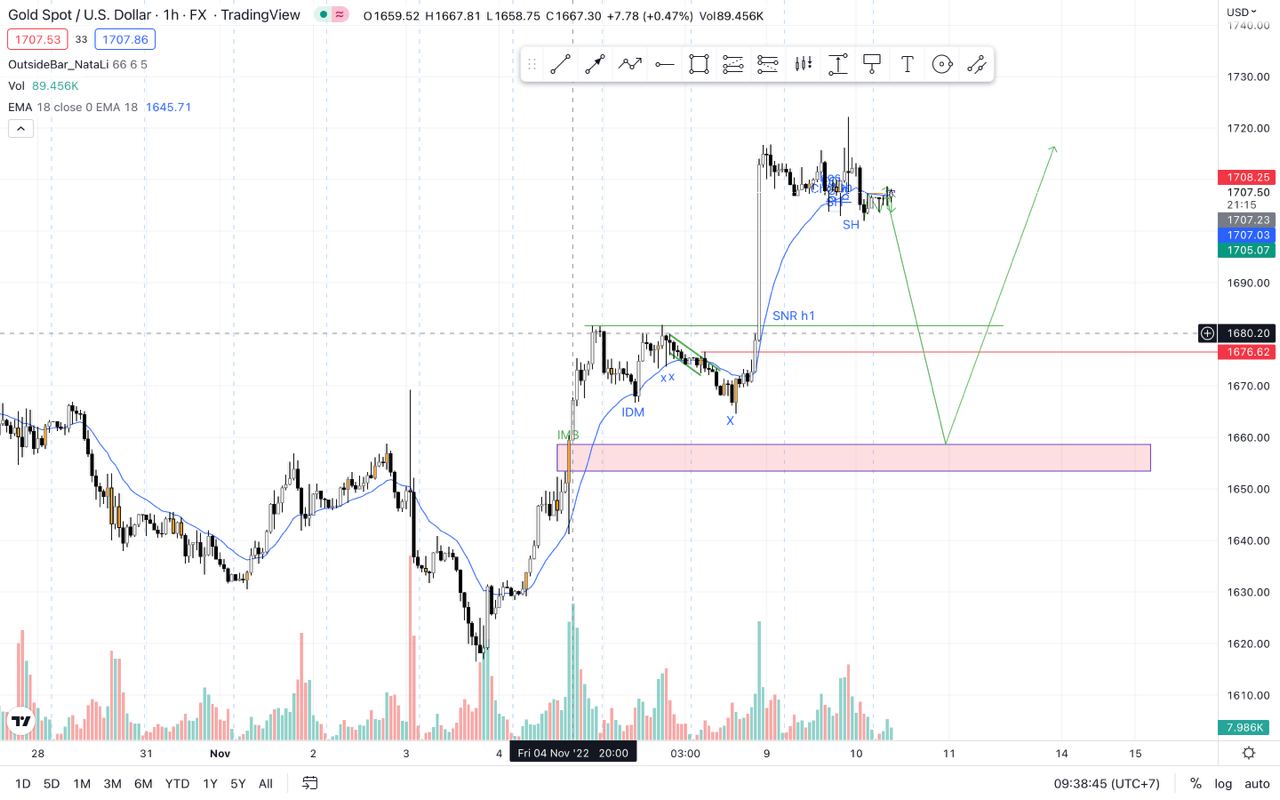 Gold Spot / U.S. Dollar · 1h · FX · TradingView
O1659.52 H1667.81 L1658.75 C1667.30 +7.78 (+0.47%) Vol89.456K
USD
1707.53 33 1707.86
OutsideBar_NataLi 66 6 5
Vol 89.456K
EMA 18 close 0 EMA 18 1645.71
1740.00
1730.00
1720.00
1708.25
1707.50
21:15
1707.23
1707.03
1705.07
1690.00
1680.20
1676.62
1670.00
1660.00
1650.00
1640.00
1630.00
1620.00
1610.00
7.986K
SH
SNR h1
x x
IDM
X
IMB
28 31 Nov 2 3 4 Fri 04 Nov '22 20:00 03:00 9 10 11 14 15
1D 5D 1M 3M 6M YTD 1Y 5Y All
09:38:45 (UTC+7) % log auto